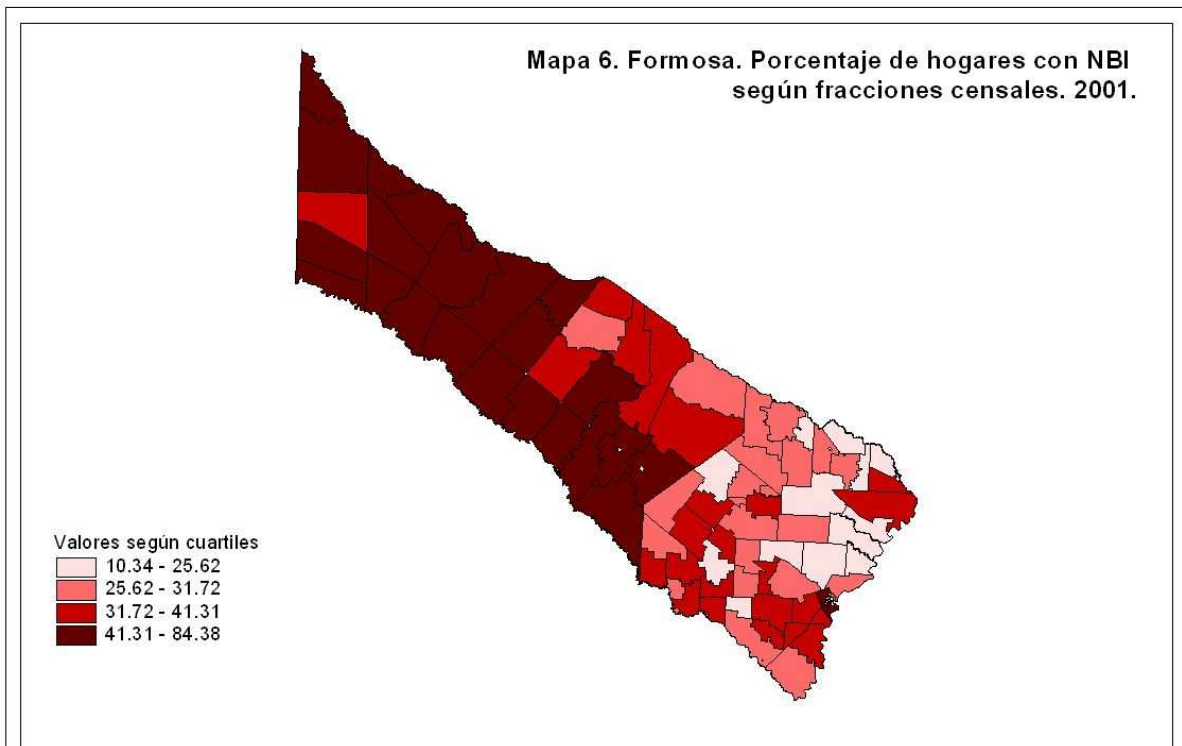 Mapa 6. Formosa. Porcentaje de hogares con NBI
según fracciones censales. 2001.
Valores según cuartiles
10.34 - 25.62
25.62 - 31.72
31.72 - 41.31
41.31 - 84.38